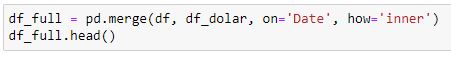 df_full = pd.merge(df, df_dolar, on='Date', how='inner')
df_full.head()